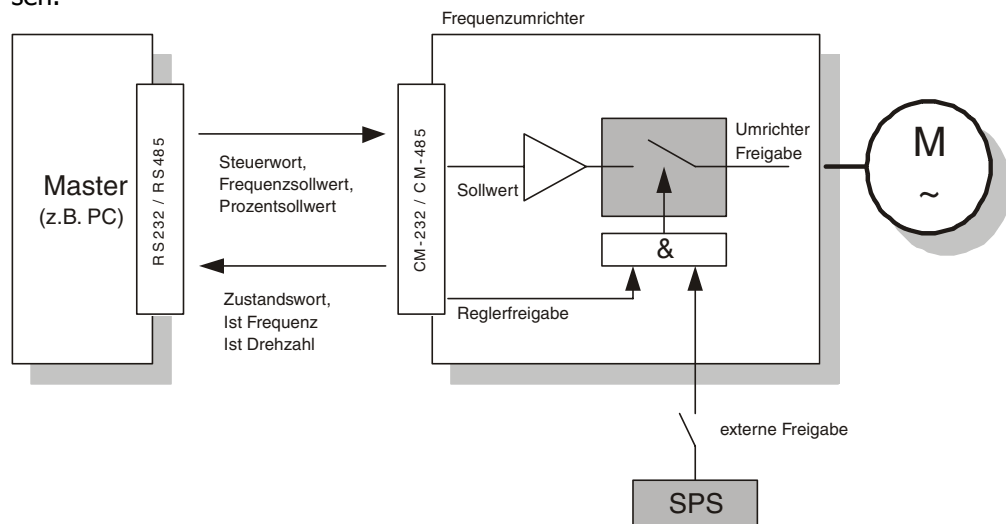 sen.
Frequenzumrichter
Master
(z.B. PC)
RS232 / RS485
Steuerwort,
Frequenzsollwert,
Prozentsollwert
Zustandswort,
Ist Frequenz
Ist Drehzahl
CM-232 / CM-485
Sollwert
Reglerfreigabe
&
Umrichter
Freigabe
M
~
externe Freigabe
SPS